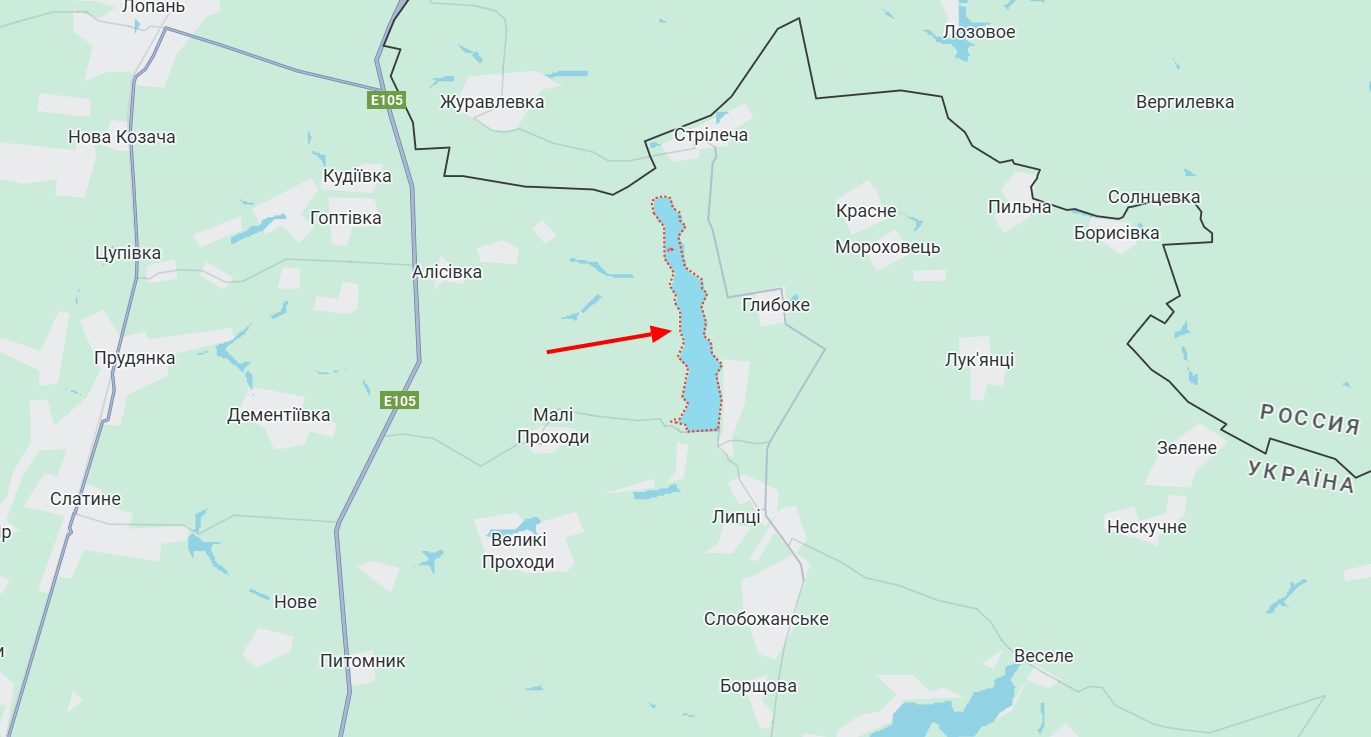 Лопань
Лозовое
E105
Журавлевка
Вергилевка
Нова Козача
Стрілеча
Кудіївка
Гоптівка
Красне
Пильна
Солнцевка
Борисівка
Мороховець
Цупівка
Алісівка
Глибоке
Прудянка
Лук'янці
E105
Дементіївка
Малі
Проходи
РОССИЯ
УКРАЇНА
Зелене
Слатине
Липці
Нескучне
Великі
Проходи
Нове
Слобожанське
Питомник
Веселе
Борщова